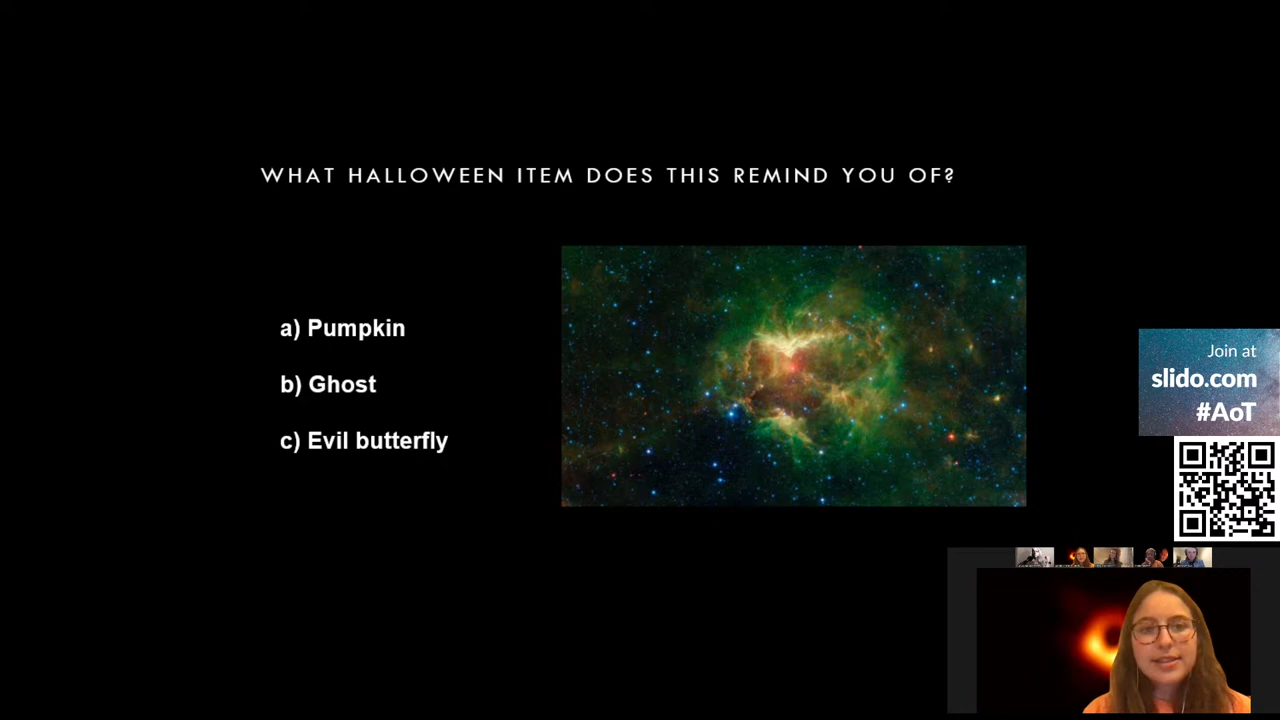 WHAT HALLOWEEN ITEM DOES THIS REMIND YOU OF?
a) Pumpkin
b) Ghost
c) Evil butterfly
Join at
slido.com
#AoT